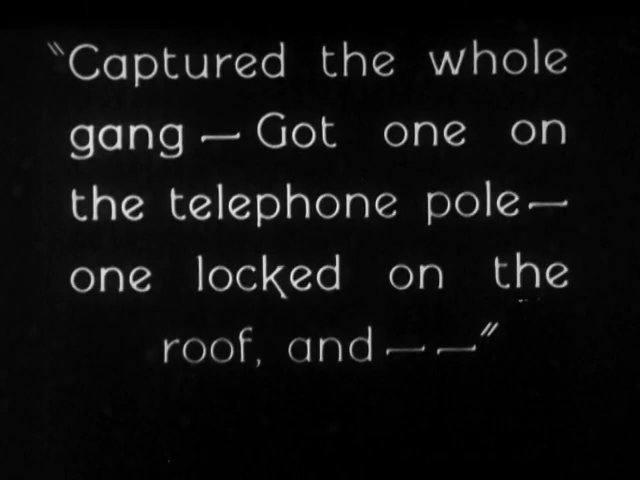 "Captured the whole
gang — Got one on
the telephone pole —
one locked on the
roof, and — —"